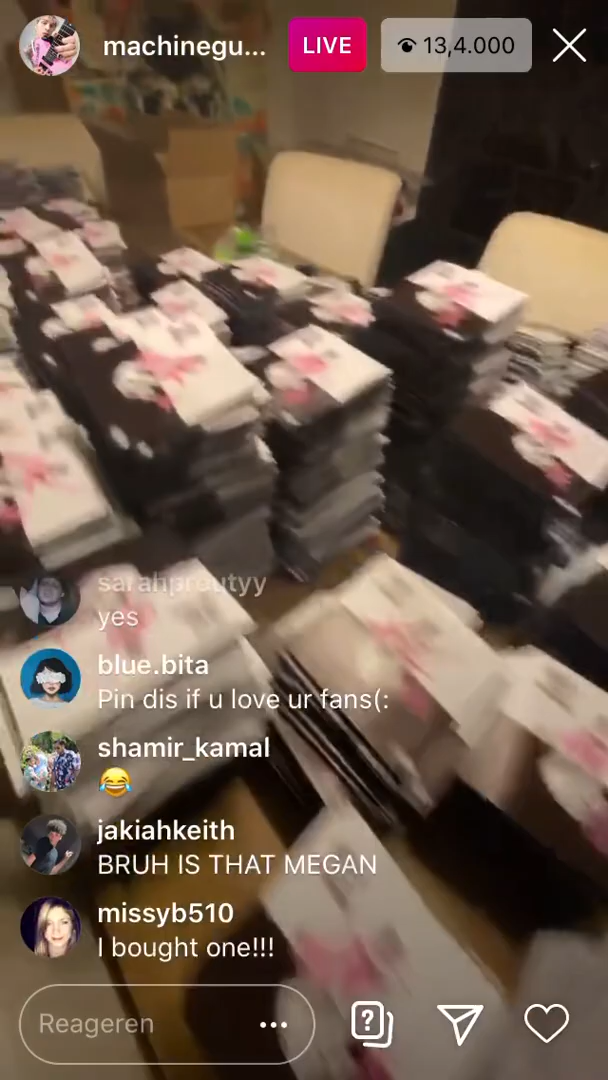 machinegu...
LIVE
13,4.000
sarahproutyy
yes
blue.bita
Pin dis if u love ur fans(:
shamir_kamal
😂
jakiahkeith
BRUH IS THAT MEGAN
missyb510
I bought one!!!
Reageren